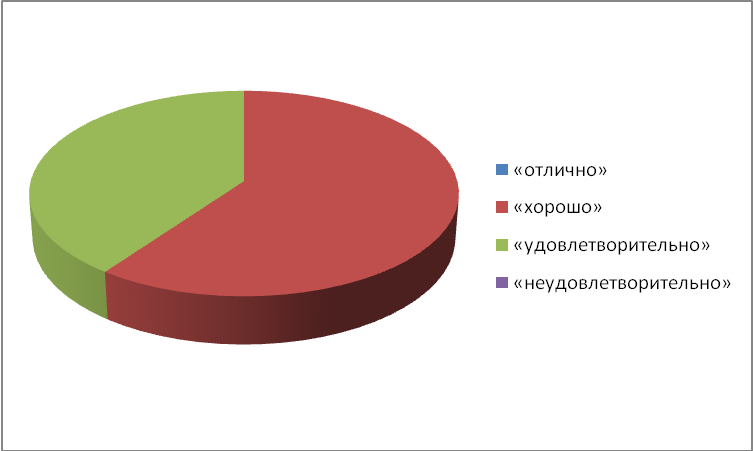 «отлично»
«хорошо»
«удовлетворительно»
«неудовлетворительно»